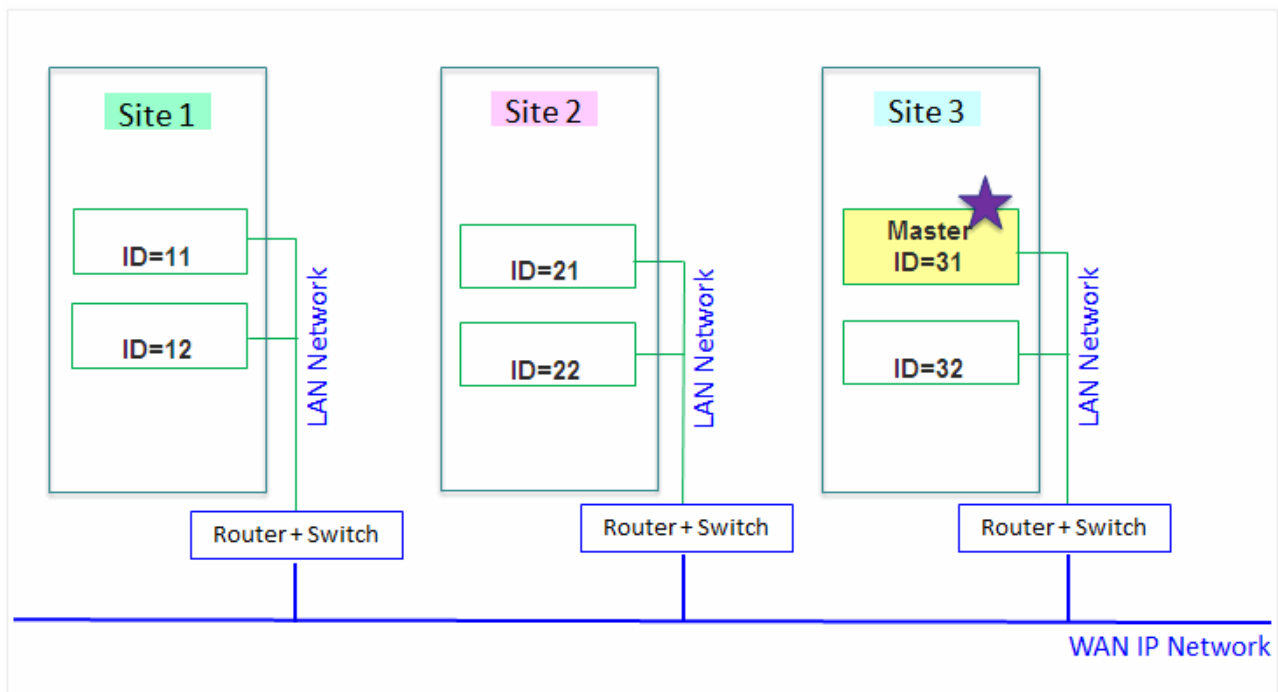 Site 1
Site 2
Site 3
ID=11
ID=12
LAN Network
ID=21
ID=22
LAN Network
Master
ID=31
ID=32
LAN Network
Router + Switch
Router + Switch
Router + Switch
WAN IP Network